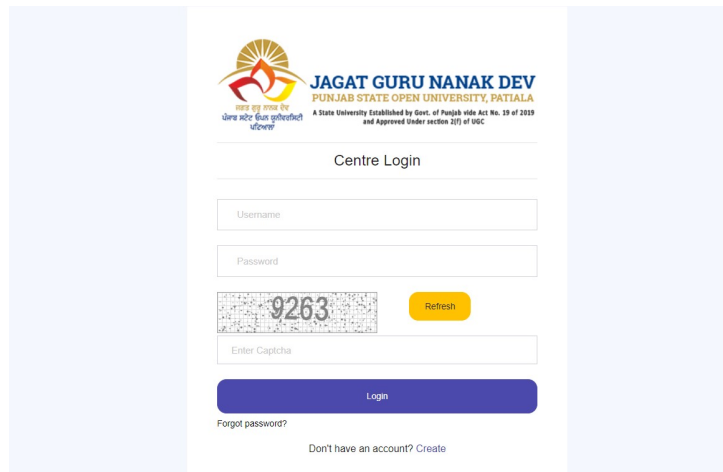 ਜਗਤ ਗੁਰੂ ਨਾਨਕ ਦੇਵ
ਪੰਜਾਬ ਸਟੇਟ ਓਪਨ ਯੂਨੀਵਰਸਿਟੀ
ਪਟਿਆਲਾ
JAGAT GURU NANAK DEV
PUNJAB STATE OPEN UNIVERSITY, PATIALA
A State University Established by Govt. of Punjab vide Act No. 19 of 2019
and Approved Under section 2(f) of UGC
Centre Login
Username
Password
9263
Refresh
Enter Captcha
Login
Forgot password?
Don't have an account? Create